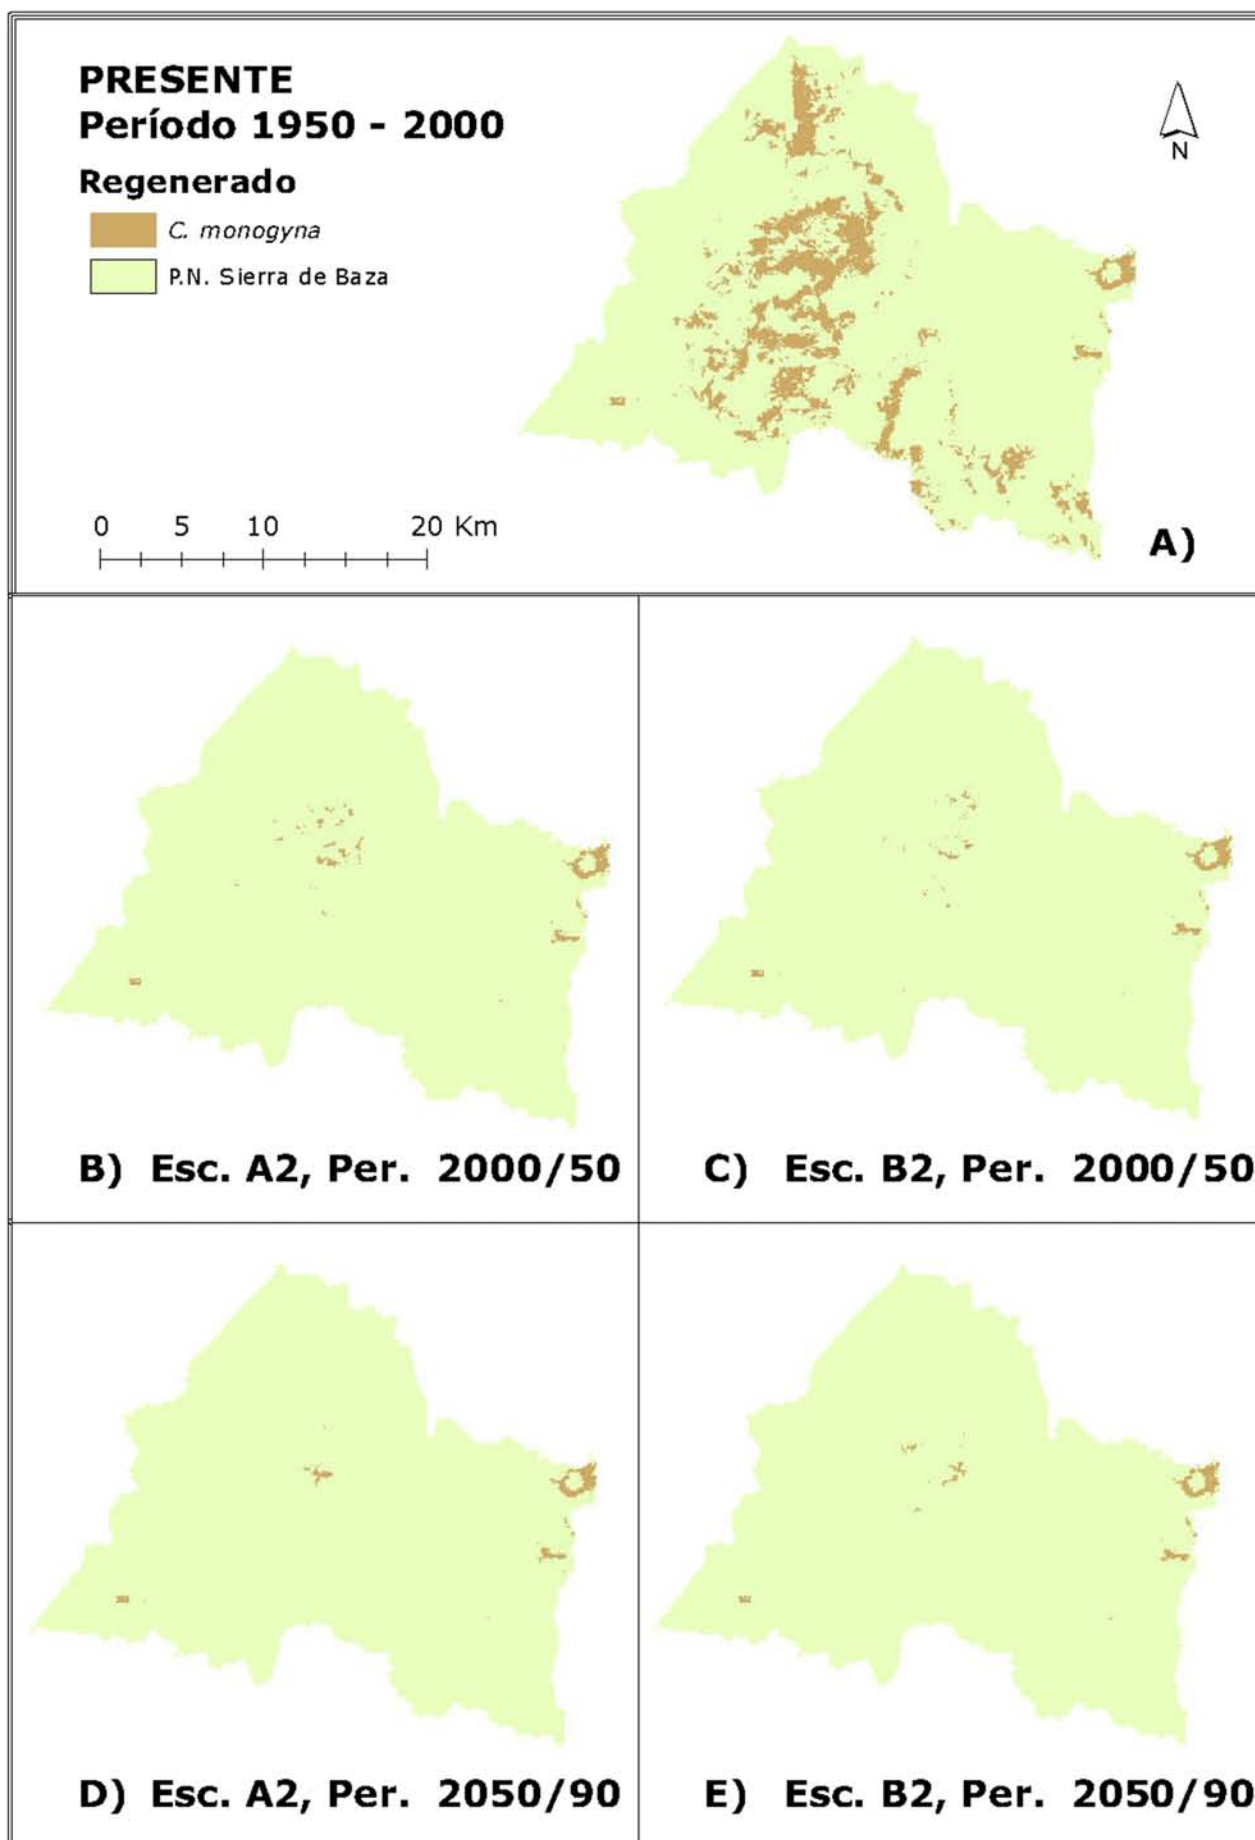 PRESENTE
Período 1950 - 2000
Regenerado
C. monogyna
P.N. Sierra de Baza
N
0 5 10 20 Km
A)
B) Esc. A2, Per. 2000/50
C) Esc. B2, Per. 2000/50
D) Esc. A2, Per. 2050/90
E) Esc. B2, Per. 2050/90